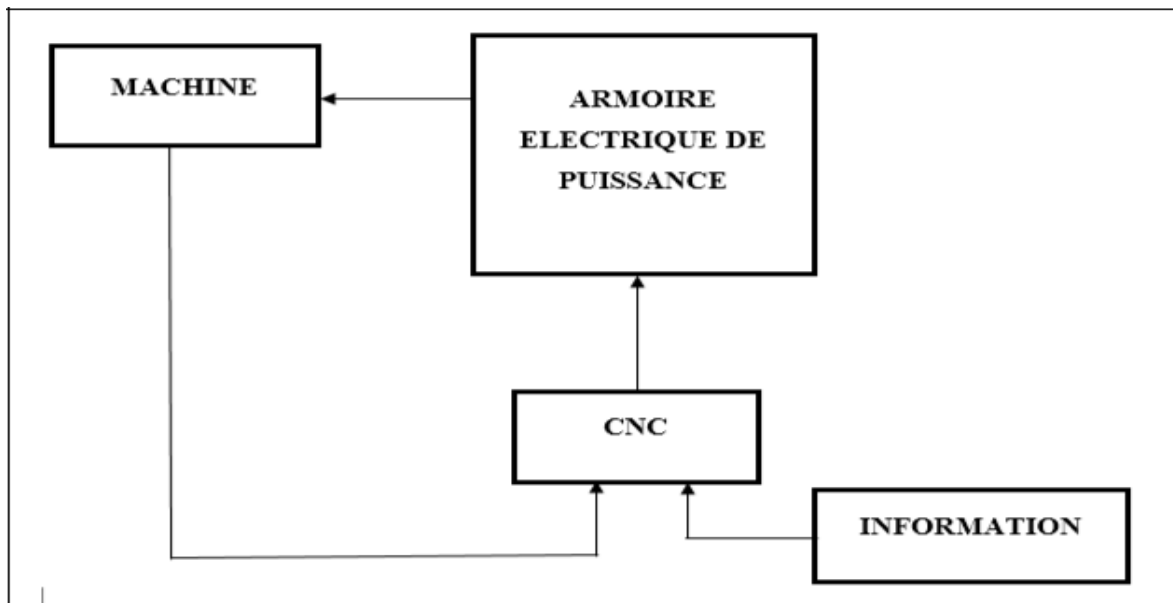 MACHINE
ARMOIRE
ELECTRIQUE DE
PUISSANCE
CNC
INFORMATION